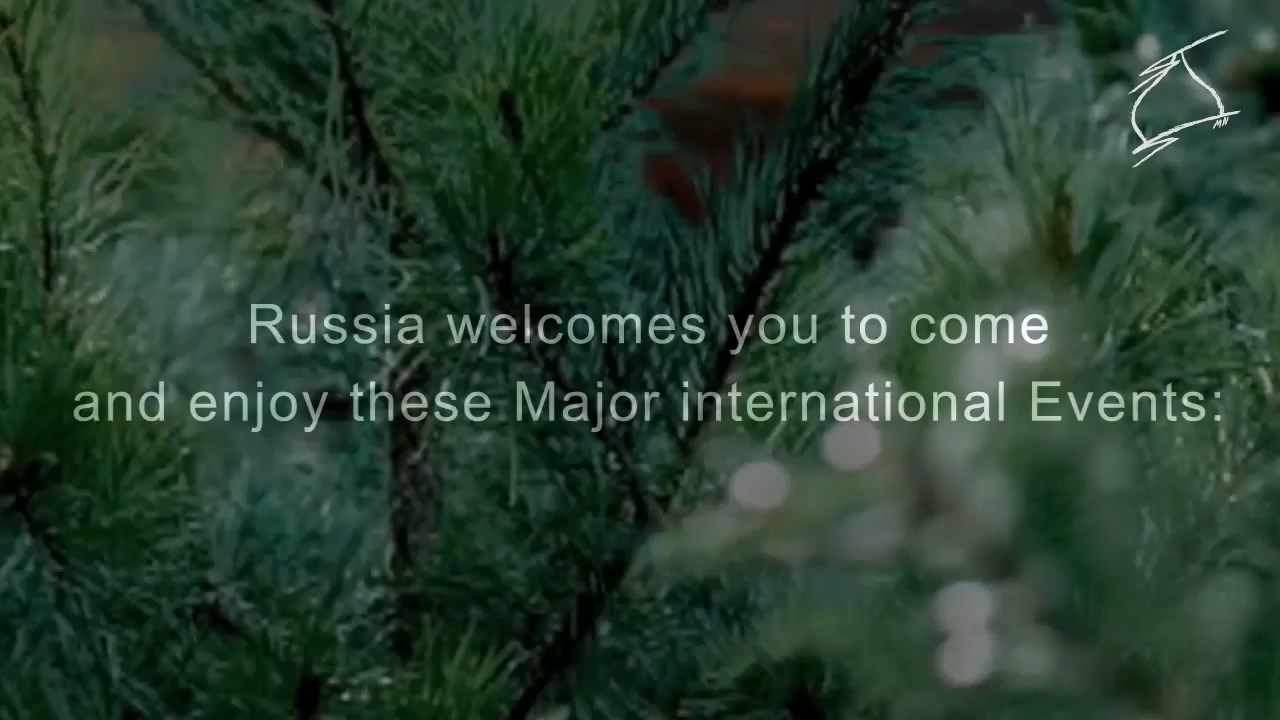 Russia welcomes you to come
and enjoy these Major international Events: